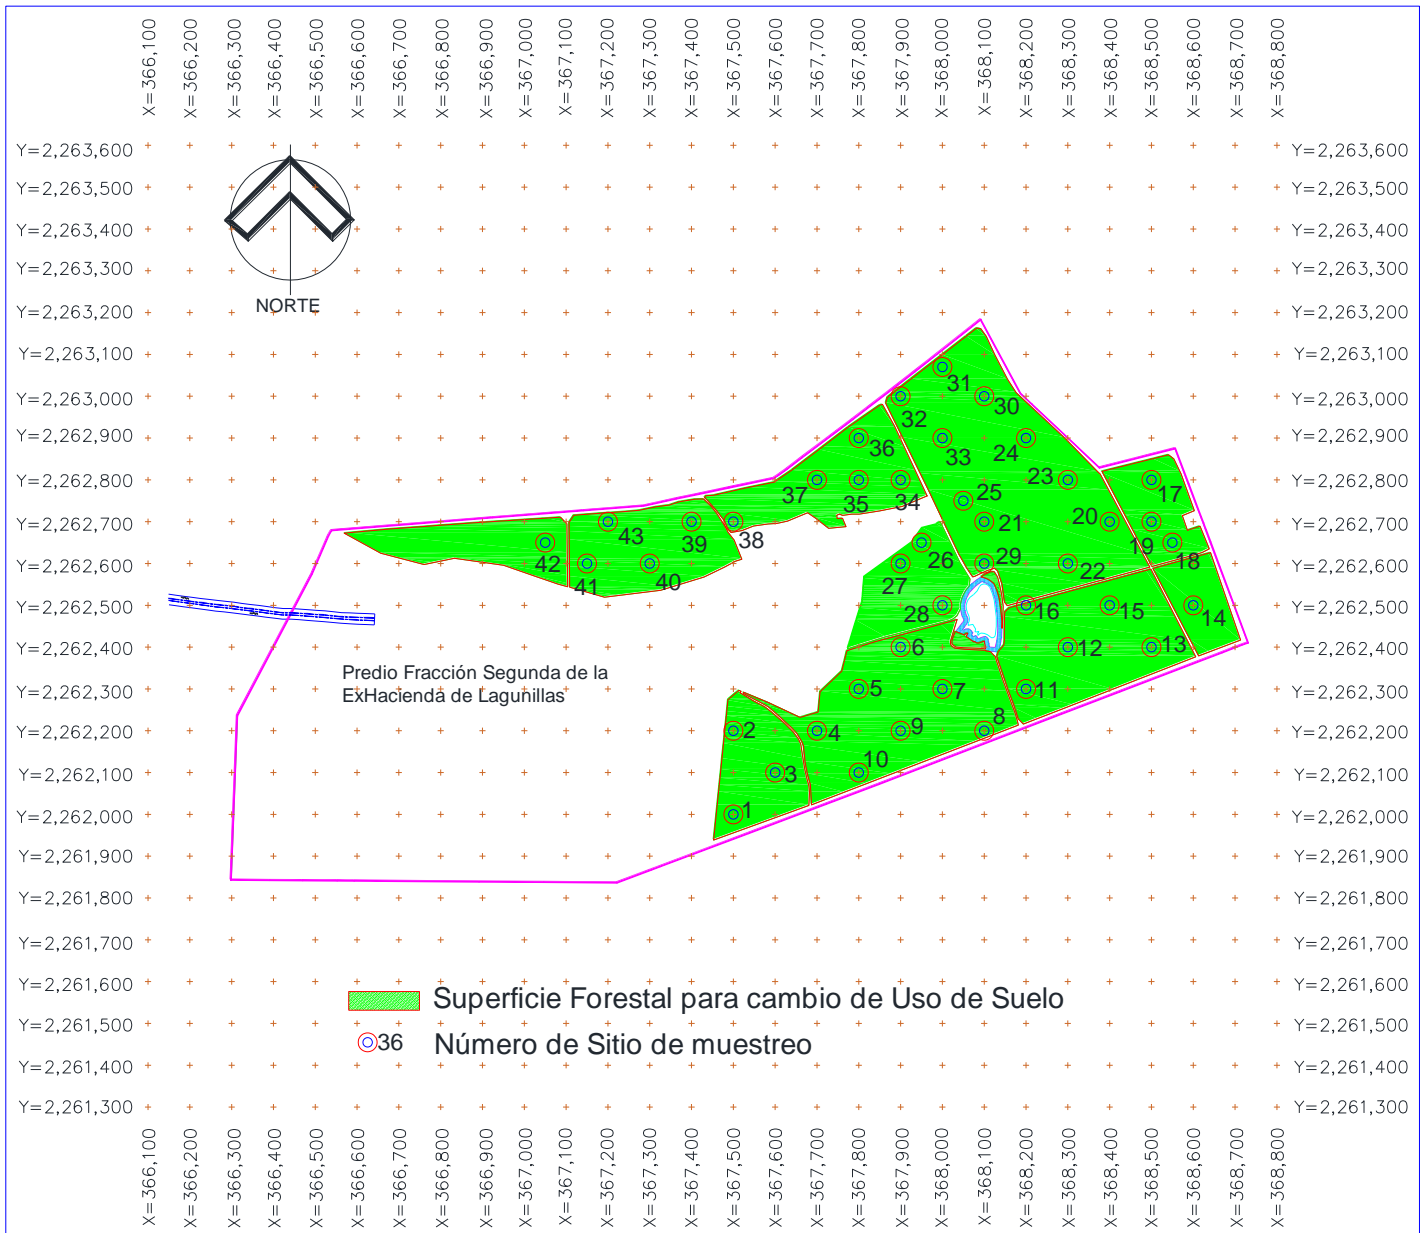 X=366,100
X=366,200
X=366,300
X=366,400
X=366,500
X=366,600
X=366,700
X=366,800
X=366,900
X=367,000
X=367,100
X=367,200
X=367,300
X=367,400
X=367,500
X=367,600
X=367,700
X=367,800
X=367,900
X=368,000
X=368,100
X=368,200
X=368,300
X=368,400
X=368,500
X=368,600
X=368,700
X=368,800
Y=2,263,600 Y=2,263,600
Y=2,263,500 Y=2,263,500
Y=2,263,400 Y=2,263,400
Y=2,263,300 Y=2,263,300
NORTE
Y=2,263,200 Y=2,263,200
Y=2,263,100 Y=2,263,100
31
Y=2,263,000 30 Y=2,263,000
32
Y=2,262,900 36 33 24 Y=2,262,900
Y=2,262,800 37 35 34 25 23 17 Y=2,262,800
Y=2,262,700 43 39 38 21 20 19 Y=2,262,700
Y=2,262,600 42 41 40 27 26 29 22 18 Y=2,262,600
Y=2,262,500 28 16 15 14 Y=2,262,500
Y=2,262,400 6 12 13 Y=2,262,400
Predio Fracción Segunda de la
ExHacienda de Lagunillas
Y=2,262,300 5 7 11 Y=2,262,300
Y=2,262,200 2 4 9 8 Y=2,262,200
Y=2,262,100 3 10 Y=2,262,100
Y=2,262,000 1 Y=2,262,000
Y=2,261,900 Y=2,261,900
Y=2,261,800 Y=2,261,800
Y=2,261,700 Y=2,261,700
Y=2,261,600 Y=2,261,600
Superficie Forestal para cambio de Uso de Suelo
Y=2,261,500 Y=2,261,500
36 Número de Sitio de muestreo
Y=2,261,400 Y=2,261,400
Y=2,261,300 Y=2,261,300
X=366,100
X=366,200
X=366,300
X=366,400
X=366,500
X=366,600
X=366,700
X=366,800
X=366,900
X=367,000
X=367,100
X=367,200
X=367,300
X=367,400
X=367,500
X=367,600
X=367,700
X=367,800
X=367,900
X=368,000
X=368,100
X=368,200
X=368,300
X=368,400
X=368,500
X=368,600
X=368,700
X=368,800